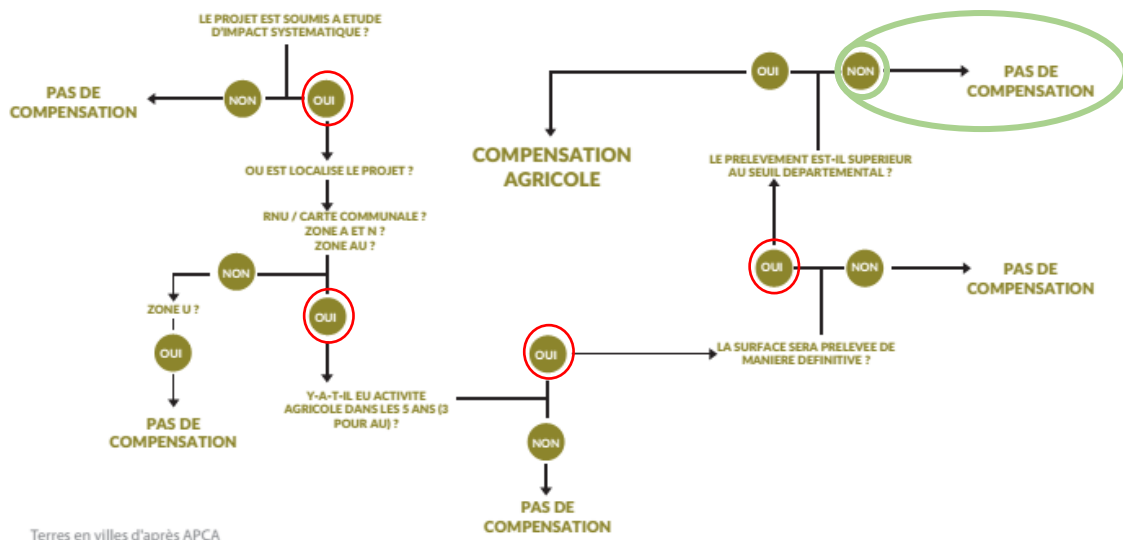 LE PROJET EST SOUMIS A ETUDE
D'IMPACT SYSTEMATIQUE ?
NON
OUI
PAS DE
COMPENSATION
OU EST LOCALISE LE PROJET ?
RNU / CARTE COMMUNALE ?
ZONE A ET N ?
ZONE AU ?
NON
OUI
ZONE U ?
OUI
PAS DE
COMPENSATION
Y-A-T-IL EU ACTIVITE
AGRICOLE DANS LES 5 ANS (3
POUR AU) ?
OUI
NON
PAS DE
COMPENSATION
LA SURFACE SERA PRELEVEE DE
MANIERE DEFINITIVE ?
OUI
NON
PAS DE
COMPENSATION
LE PRELEVEMENT EST-IL SUPERIEUR
AU SEUIL DEPARTEMENTAL ?
OUI
NON
PAS DE
COMPENSATION
COMPENSATION
AGRICOLE
Terres en villes d'après APCA